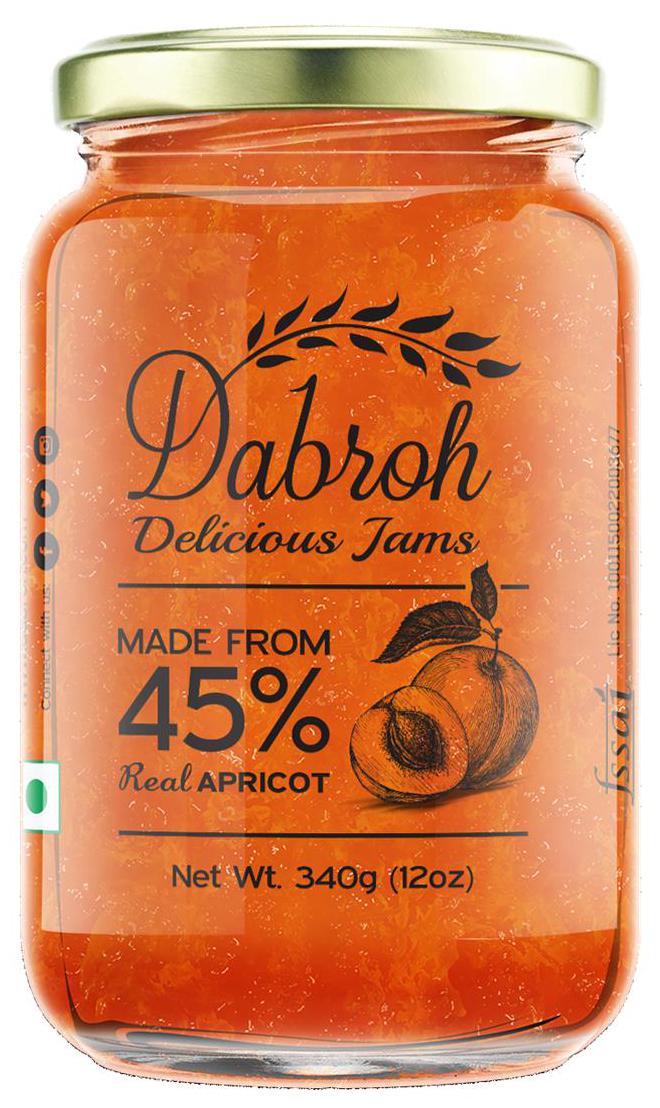 Dabroh
Delicious Jams
MADE FROM
45%
Real APRICOT
Net Wt. 340g (12oz)
Connect with us:
fssai
Lic No. 10011500220036​77